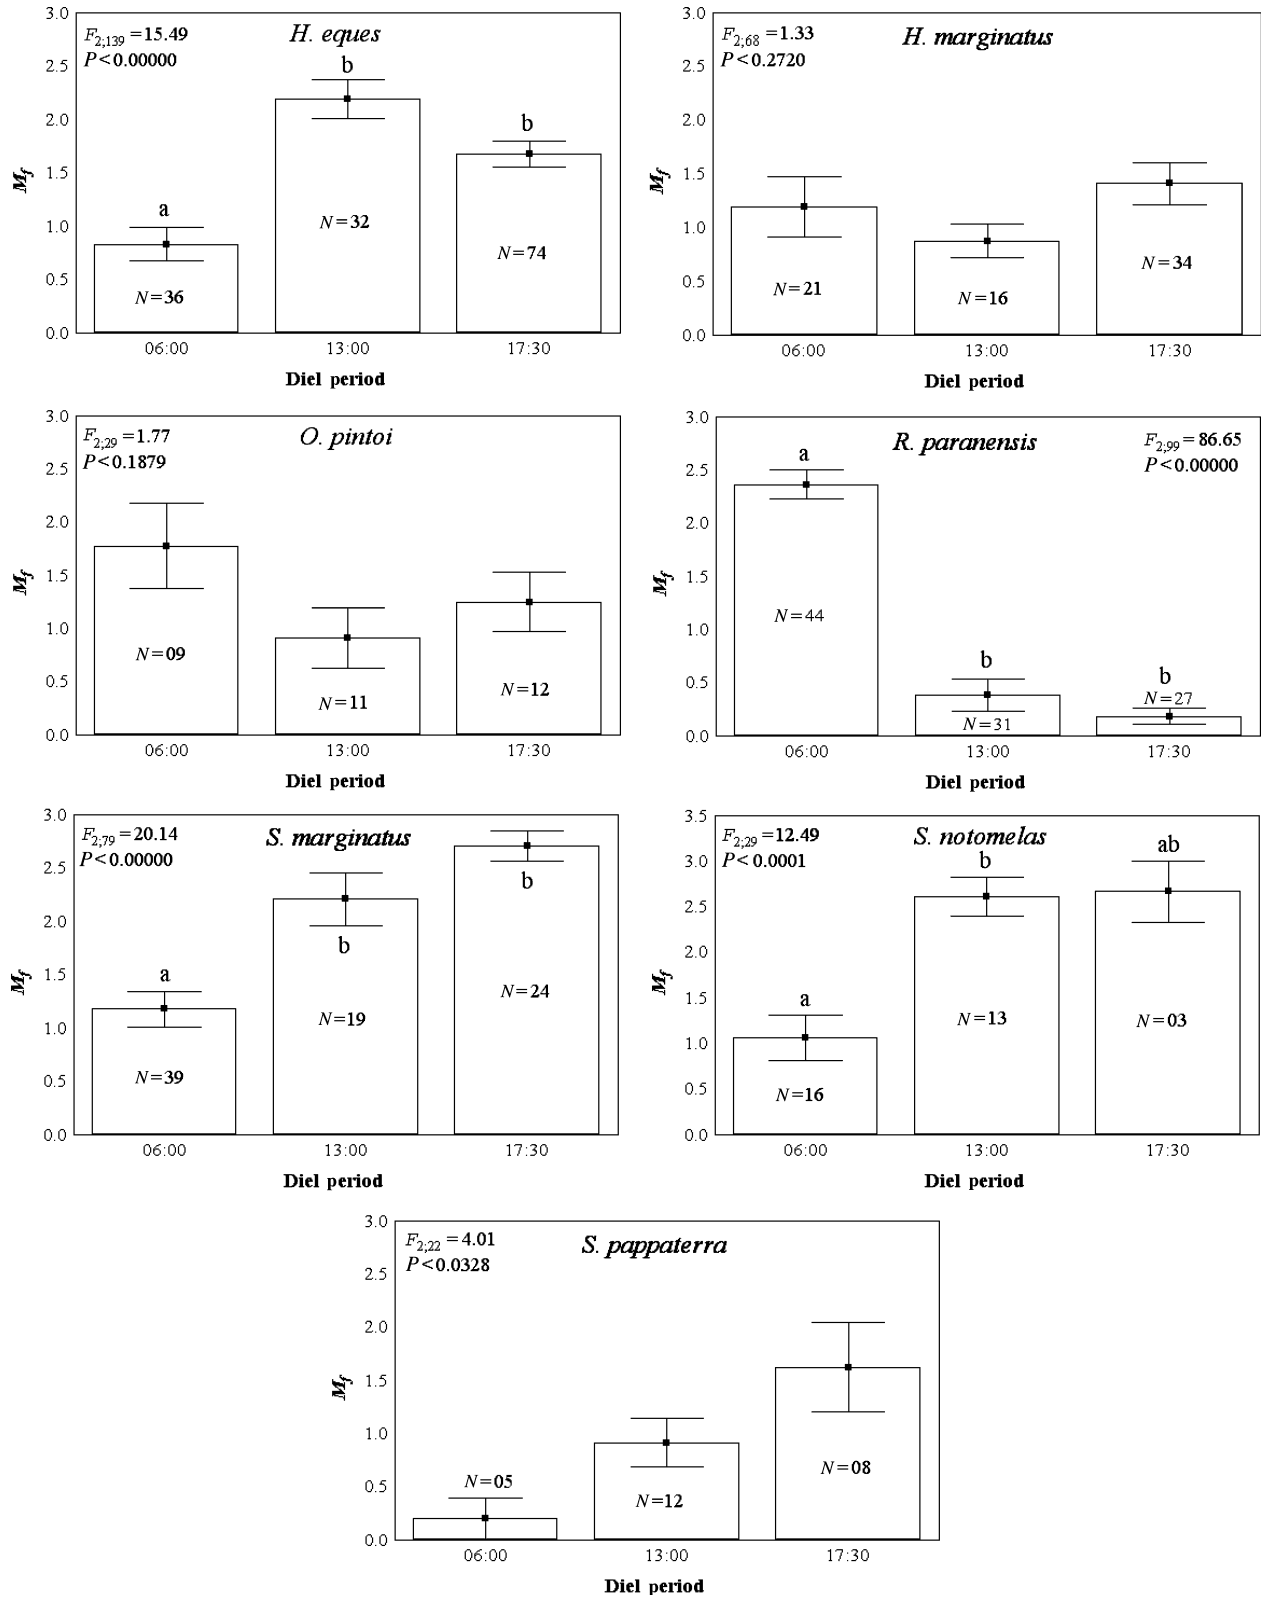 H. eques
F2;139=15.49
P<0.00000
3.0
2.5
2.0
1.5
1.0
0.5
0.0
Mf
a
b
b
N=36
N=32
N=74
06:00 13:00 17:30
Diel period
H. marginatus
F2;68=1.33
P<0.2720
3.0
2.5
2.0
1.5
1.0
0.5
0.0
Mf
N=21
N=16
N=34
06:00 13:00 17:30
Diel period
O. pintoi
F2;29=1.77
P<0.1879
3.0
2.5
2.0
1.5
1.0
0.5
0.0
Mf
N=09
N=11
N=12
06:00 13:00 17:30
Diel period
R. paranensis
F2;99=86.65
P<0.00000
3.0
2.5
2.0
1.5
1.0
0.5
0.0
Mf
a
b
b
N=44
N=31
N=27
06:00 13:00 17:30
Diel period
S. marginatus
F2;79=20.14
P<0.00000
3.0
2.5
2.0
1.5
1.0
0.5
0.0
Mf
a
b
b
N=39
N=19
N=24
06:00 13:00 17:30
Diel period
S. notomelas
F2;29=12.49
P<0.0001
3.5
3.0
2.5
2.0
1.5
1.0
0.5
0.0
Mf
a
b
ab
N=16
N=13
N=03
06:00 13:00 17:30
Diel period
S. pappaterra
F2;22=4.01
P<0.0328
3.0
2.5
2.0
1.5
1.0
0.5
0.0
Mf
N=05
N=12
N=08
06:00 13:00 17:30
Diel period